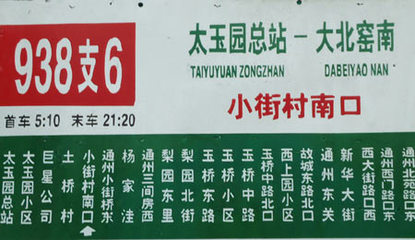 938支6
首车 5:10 末车 21:20
太玉园总站－大北窑南
TAIYUYUAN ZONGZHAN DABEIYAO NAN
小街村南口
太玉园总站
太玉园小区
巨星公司
土桥村
小街村南口
通州小街桥东
杨家洼
通州三间房西
梨园东里
梨园北街
玉桥东路
玉桥小区
玉桥中路
玉桥中路北口
西上园小区
故城东路北口
通州东关
新华大街
西大街路口西
通州西门路口东
通州北苑路口东